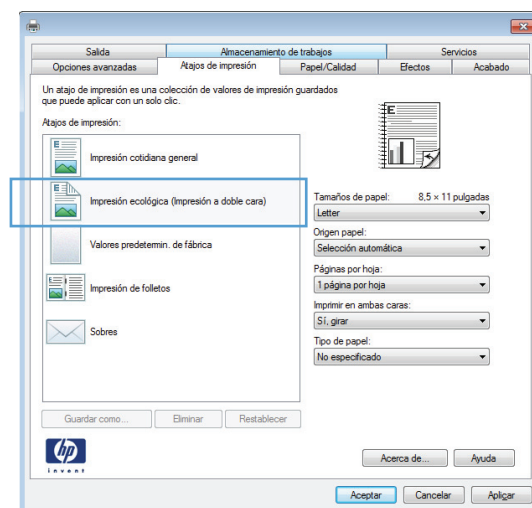 Salida
Almacenamiento de trabajos
Servicios
Opciones avanzadas
Atajos de impresión
Papel/Calidad
Efectos
Acabado
Un atajo de impresión es una colección de valores de impresión guardados
que puede aplicar con un solo clic.
Atajos de impresión:
E
Impresión cotidiana general
E
Impresión ecológica (Impresión a doble cara)
Valores predetermin. de fábrica
Impresión de folletos
Sobres
E
Tamaños de papel: 8,5 × 11 pulgadas
Letter
Origen papel:
Selección automática
Páginas por hoja:
1 página por hoja
Imprimir en ambas caras:
Sí, girar
Tipo de papel:
No especificado
Guardar como...
Eliminar
Restablecer
hp
invent
Acerca de...
Ayuda
Aceptar
Cancelar
Aplicar